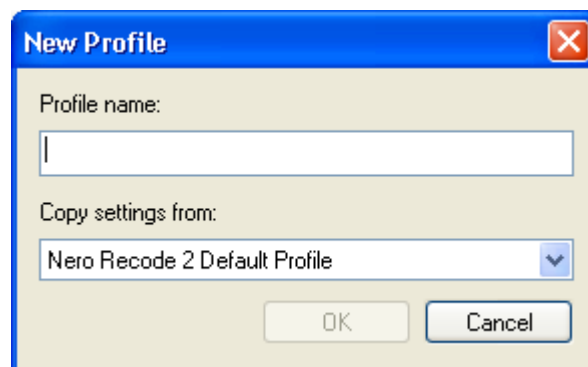 New Profile
Profile name:
Copy settings from:
Nero Recode 2 Default Profile
OK Cancel